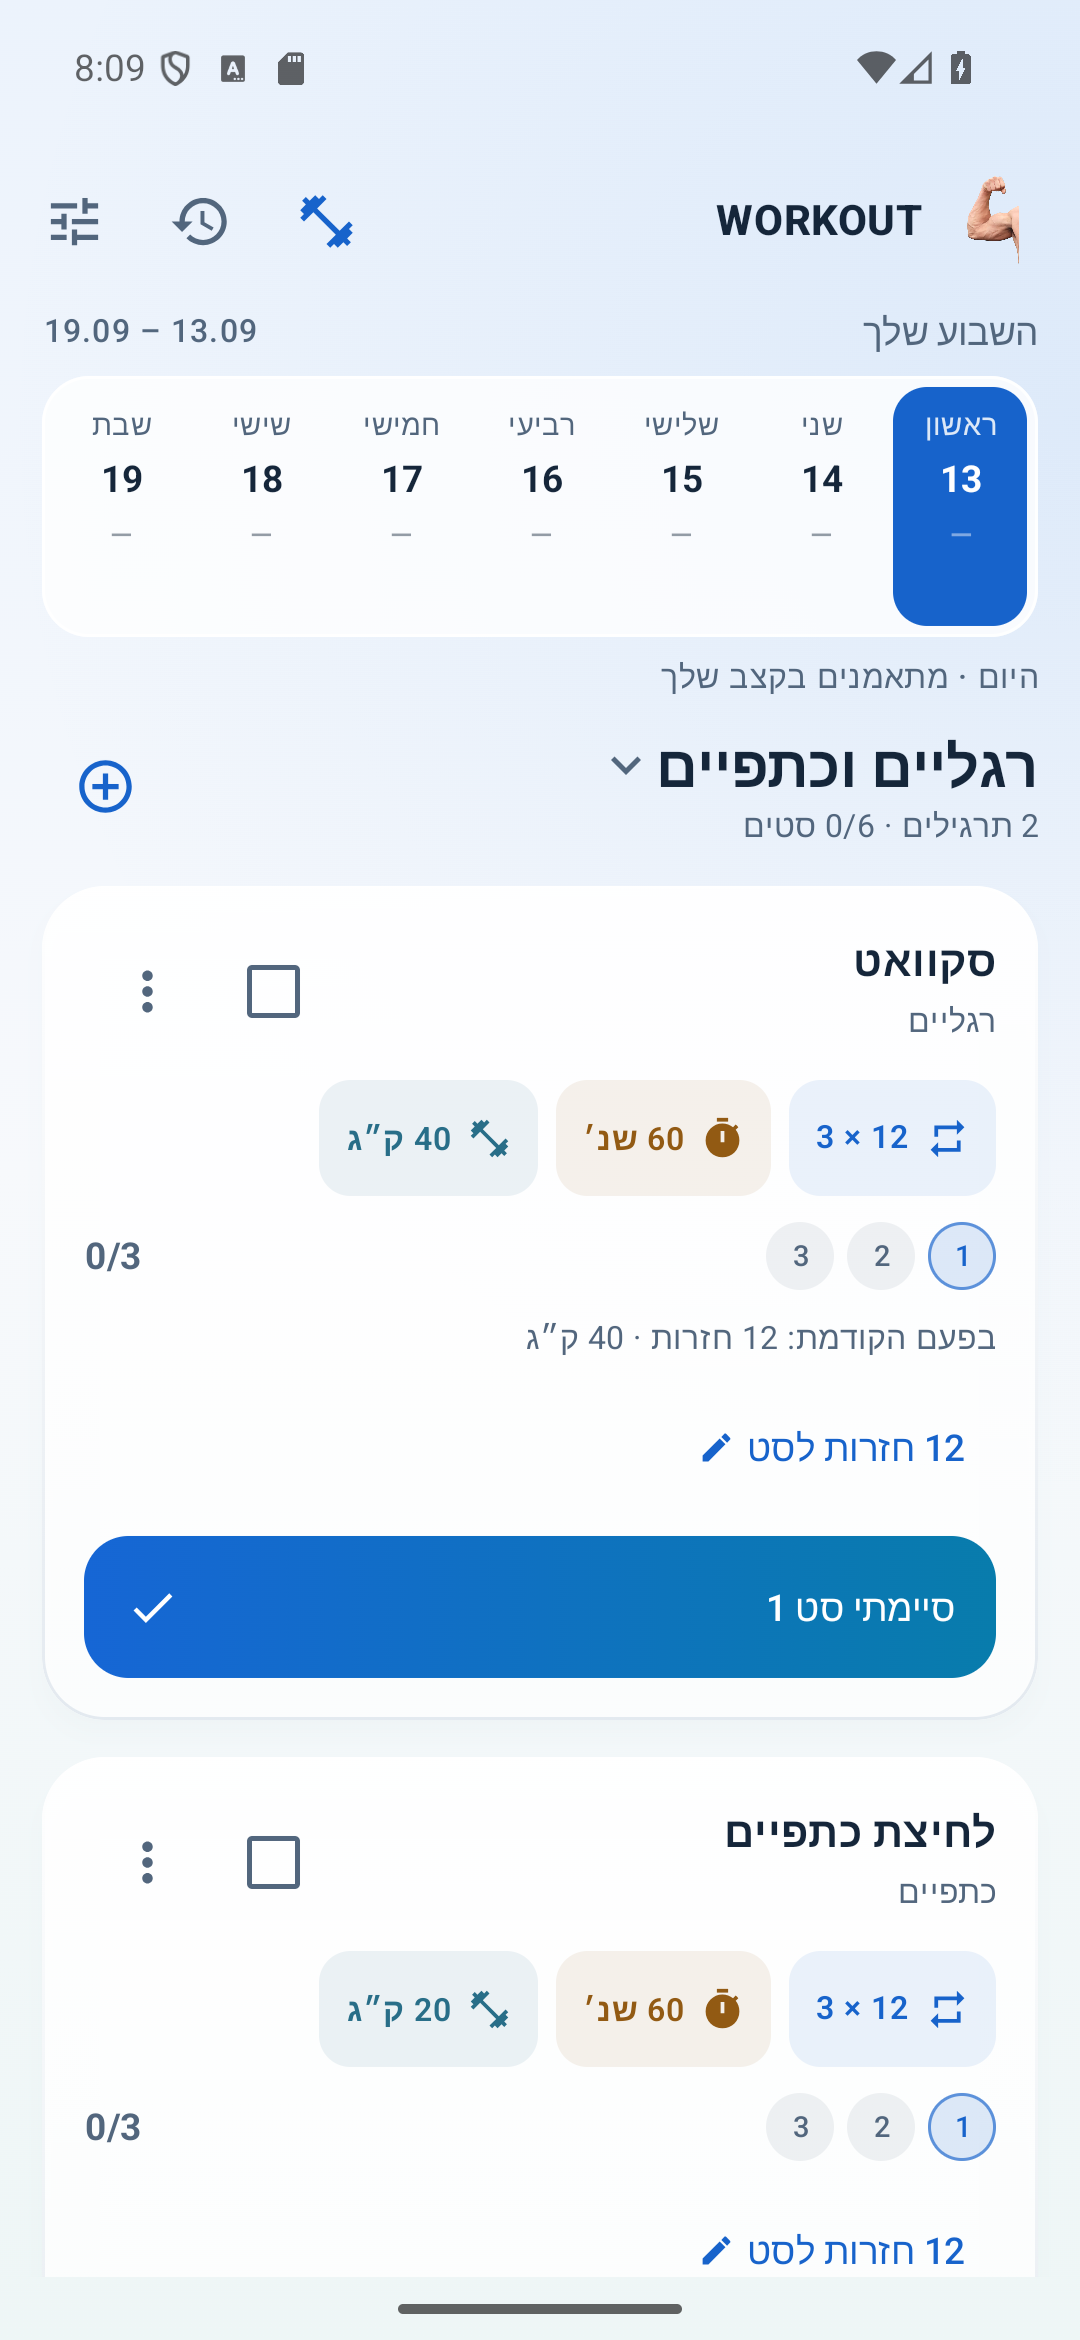 8:09
WORKOUT
השבוע שלך
13.09 – 19.09
ראשון שני שלישי רביעי חמישי שישי שבת
13 14 15 16 17 18 19
– – – – – – –
היום · מתאמנים בקצב שלך
רגליים וכתפיים
2 תרגילים · 0/6 סטים
סקוואט
רגליים
3 × 12
60 שנ׳
40 ק״ג
1 2 3
0/3
בפעם הקודמת: 12 חזרות · 40 ק״ג
12 חזרות לסט
סיימתי סט 1
לחיצת כתפיים
כתפיים
3 × 12
60 שנ׳
20 ק״ג
1 2 3
0/3
12 חזרות לסט